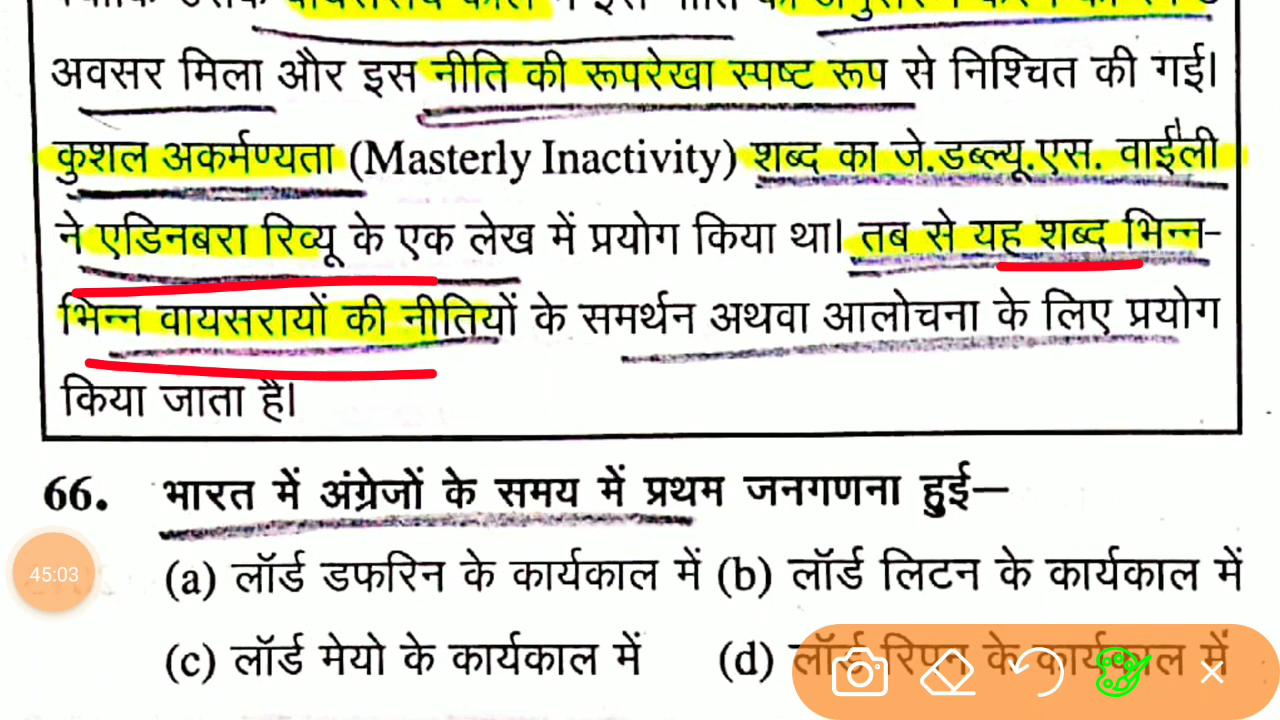 अवसर मिला और इस नीति की रूपरेखा स्पष्ट रूप से निश्चित की गई।
कुशल अकर्मण्यता (Masterly Inactivity) शब्द का जे.डब्ल्यू.एस. वाईली
ने एडिनबरा रिव्यू के एक लेख में प्रयोग किया था। तब से यह शब्द भिन्न-
भिन्न वायसरायों की नीतियों के समर्थन अथवा आलोचना के लिए प्रयोग
किया जाता है।
66. भारत में अंग्रेजों के समय में प्रथम जनगणना हुई—
(a) लॉर्ड डफरिन के कार्यकाल में (b) लॉर्ड लिटन के कार्यकाल में
(c) लॉर्ड मेयो के कार्यकाल में (d) लॉर्ड रिपन के कार्यकाल में
45:03